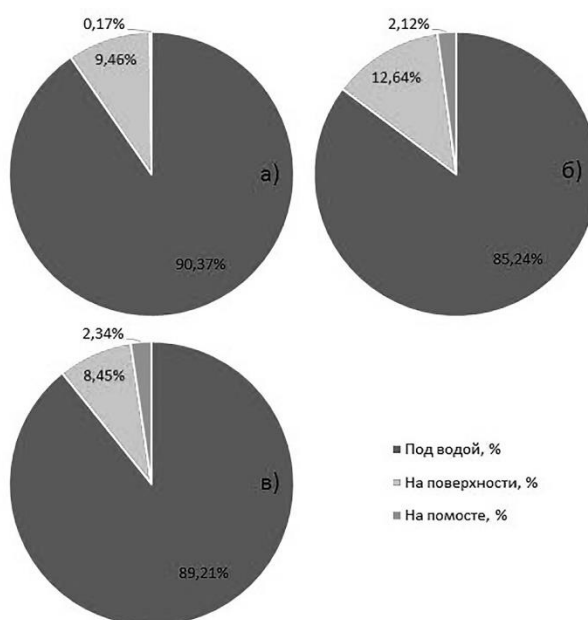 0,17%
9,46%
а)
90,37%
2,12%
12,64%
б)
85,24%
2,34%
8,45%
в)
89,21%
Под водой, %
На поверхности, %
На помосте, %